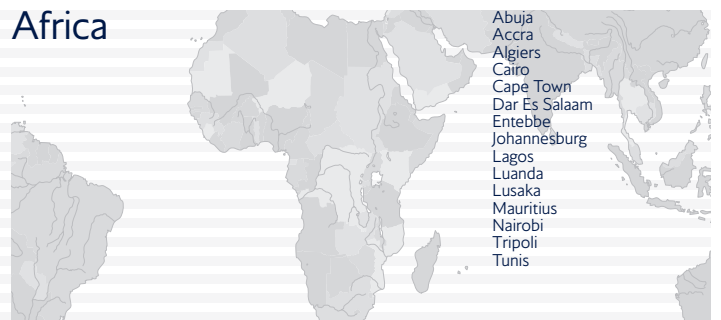 Africa
Abuja
Accra
Algiers
Cairo
Cape Town
Dar Es Salaam
Entebbe
Johannesburg
Lagos
Luanda
Lusaka
Mauritius
Nairobi
Tripoli
Tunis